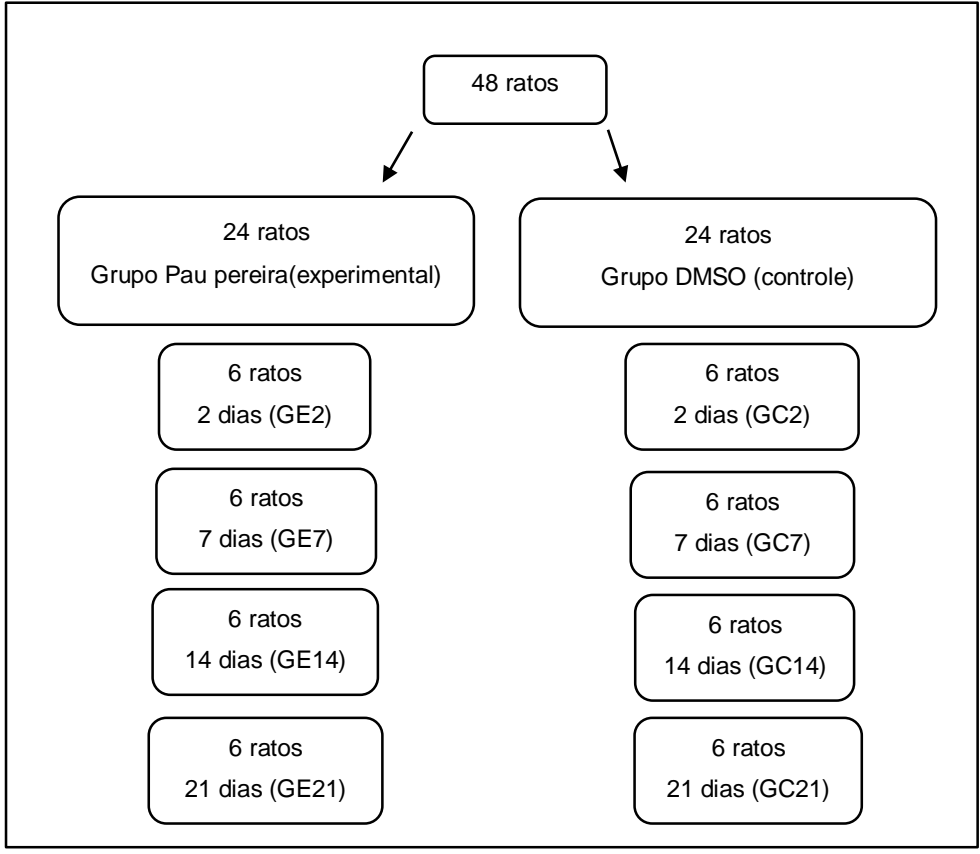 48 ratos
24 ratos
Grupo Pau pereira(experimental)
24 ratos
Grupo DMSO (controle)
6 ratos
2 dias (GE2)
6 ratos
2 dias (GC2)
6 ratos
7 dias (GE7)
6 ratos
7 dias (GC7)
6 ratos
14 dias (GE14)
6 ratos
14 dias (GC14)
6 ratos
21 dias (GE21)
6 ratos
21 dias (GC21)